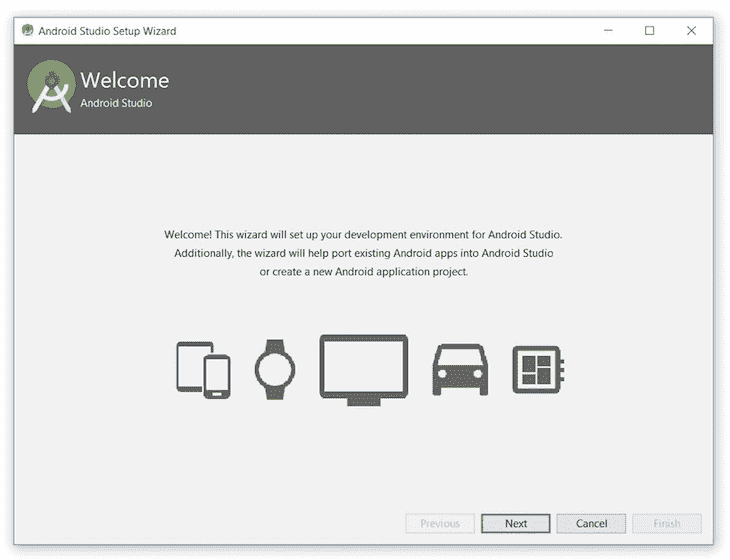 Android Studio Setup Wizard
Welcome
Android Studio
Welcome! This wizard will set up your development environment for Android Studio.
Additionally, the wizard will help port existing Android apps into Android Studio
or create a new Android application project.
Previous
Next
Cancel
Finish